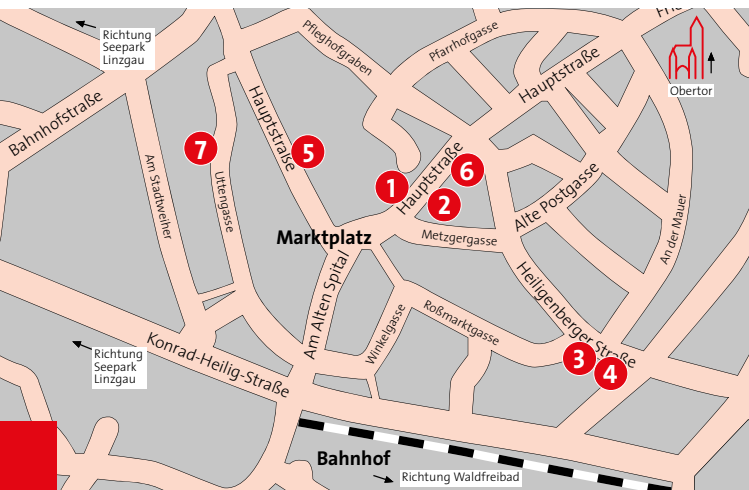 Richtung
Seepark
Linzgau
Bahnhofstraße
Am Stadtweiher
7
Uttengasse
Hauptstraße
5
Pfleghofgraben
Pfarrhofgasse
Hauptstraße
Obertor
1
Hauptstraße
6
2
Marktplatz
Metzgergasse
Alte Postgasse
An der Mauer
Am Alten Spital
Winkelgasse
Roßmarktgasse
Heiligenberger Straße
3
4
Konrad-Heilig-Straße
Richtung
Seepark
Linzgau
Bahnhof
Richtung Waldfreibad